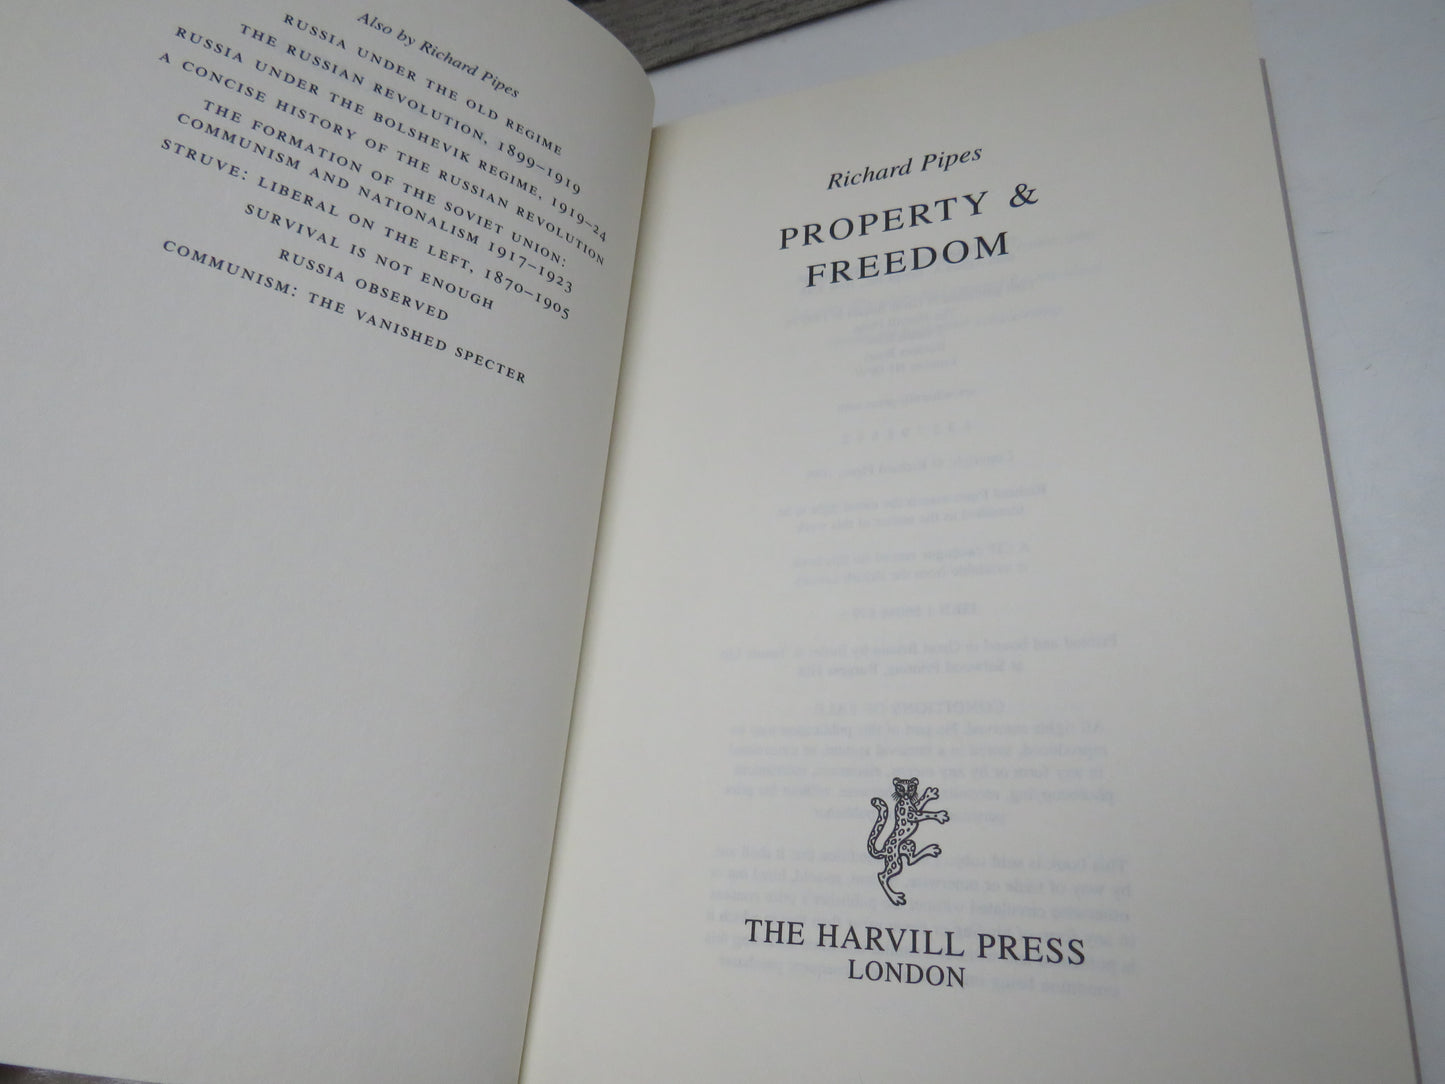 Also by Richard Pipes
RUSSIA UNDER THE OLD REGIME
THE RUSSIAN REVOLUTION, 1899–1919
RUSSIA UNDER THE BOLSHEVIK REGIME, 1919–24
A CONCISE HISTORY OF THE RUSSIAN REVOLUTION
THE FORMATION OF THE SOVIET UNION:
COMMUNISM AND NATIONALISM 1917–1923
STRUVE: LIBERAL ON THE LEFT, 1870–1905
SURVIVAL IS NOT ENOUGH
RUSSIA OBSERVED
COMMUNISM: THE VANISHED SPECTER
Richard Pipes
PROPERTY &
FREEDOM
THE HARVILL PRESS
LONDON